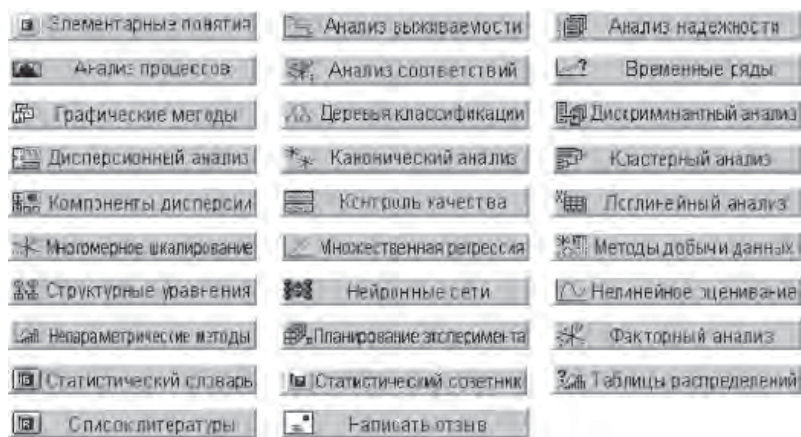 Элементарные понятия Анализ выживаемости Анализ надежности
Анализ процессов Анализ соответствий Временные ряды
Графические методы Деревья классификации Дискриминантный анализ
Дисперсионный анализ Канонический анализ Кластерный анализ
Компоненты дисперсии Контроль качества Логлинейный анализ
Многомерное шкалирование Множественная регрессия Методы добычи данных
Структурные уравнения Нейронные сети Нелинейное оценивание
Непараметрические методы Планирование эксперимента Факторный анализ
Статистический словарь Статистический советник Таблицы распределений
Список литературы Написать отзыв